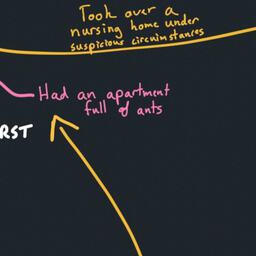 Took over a
nursing home under
suspicious circumstances
Had an apartment
full of ants
RST